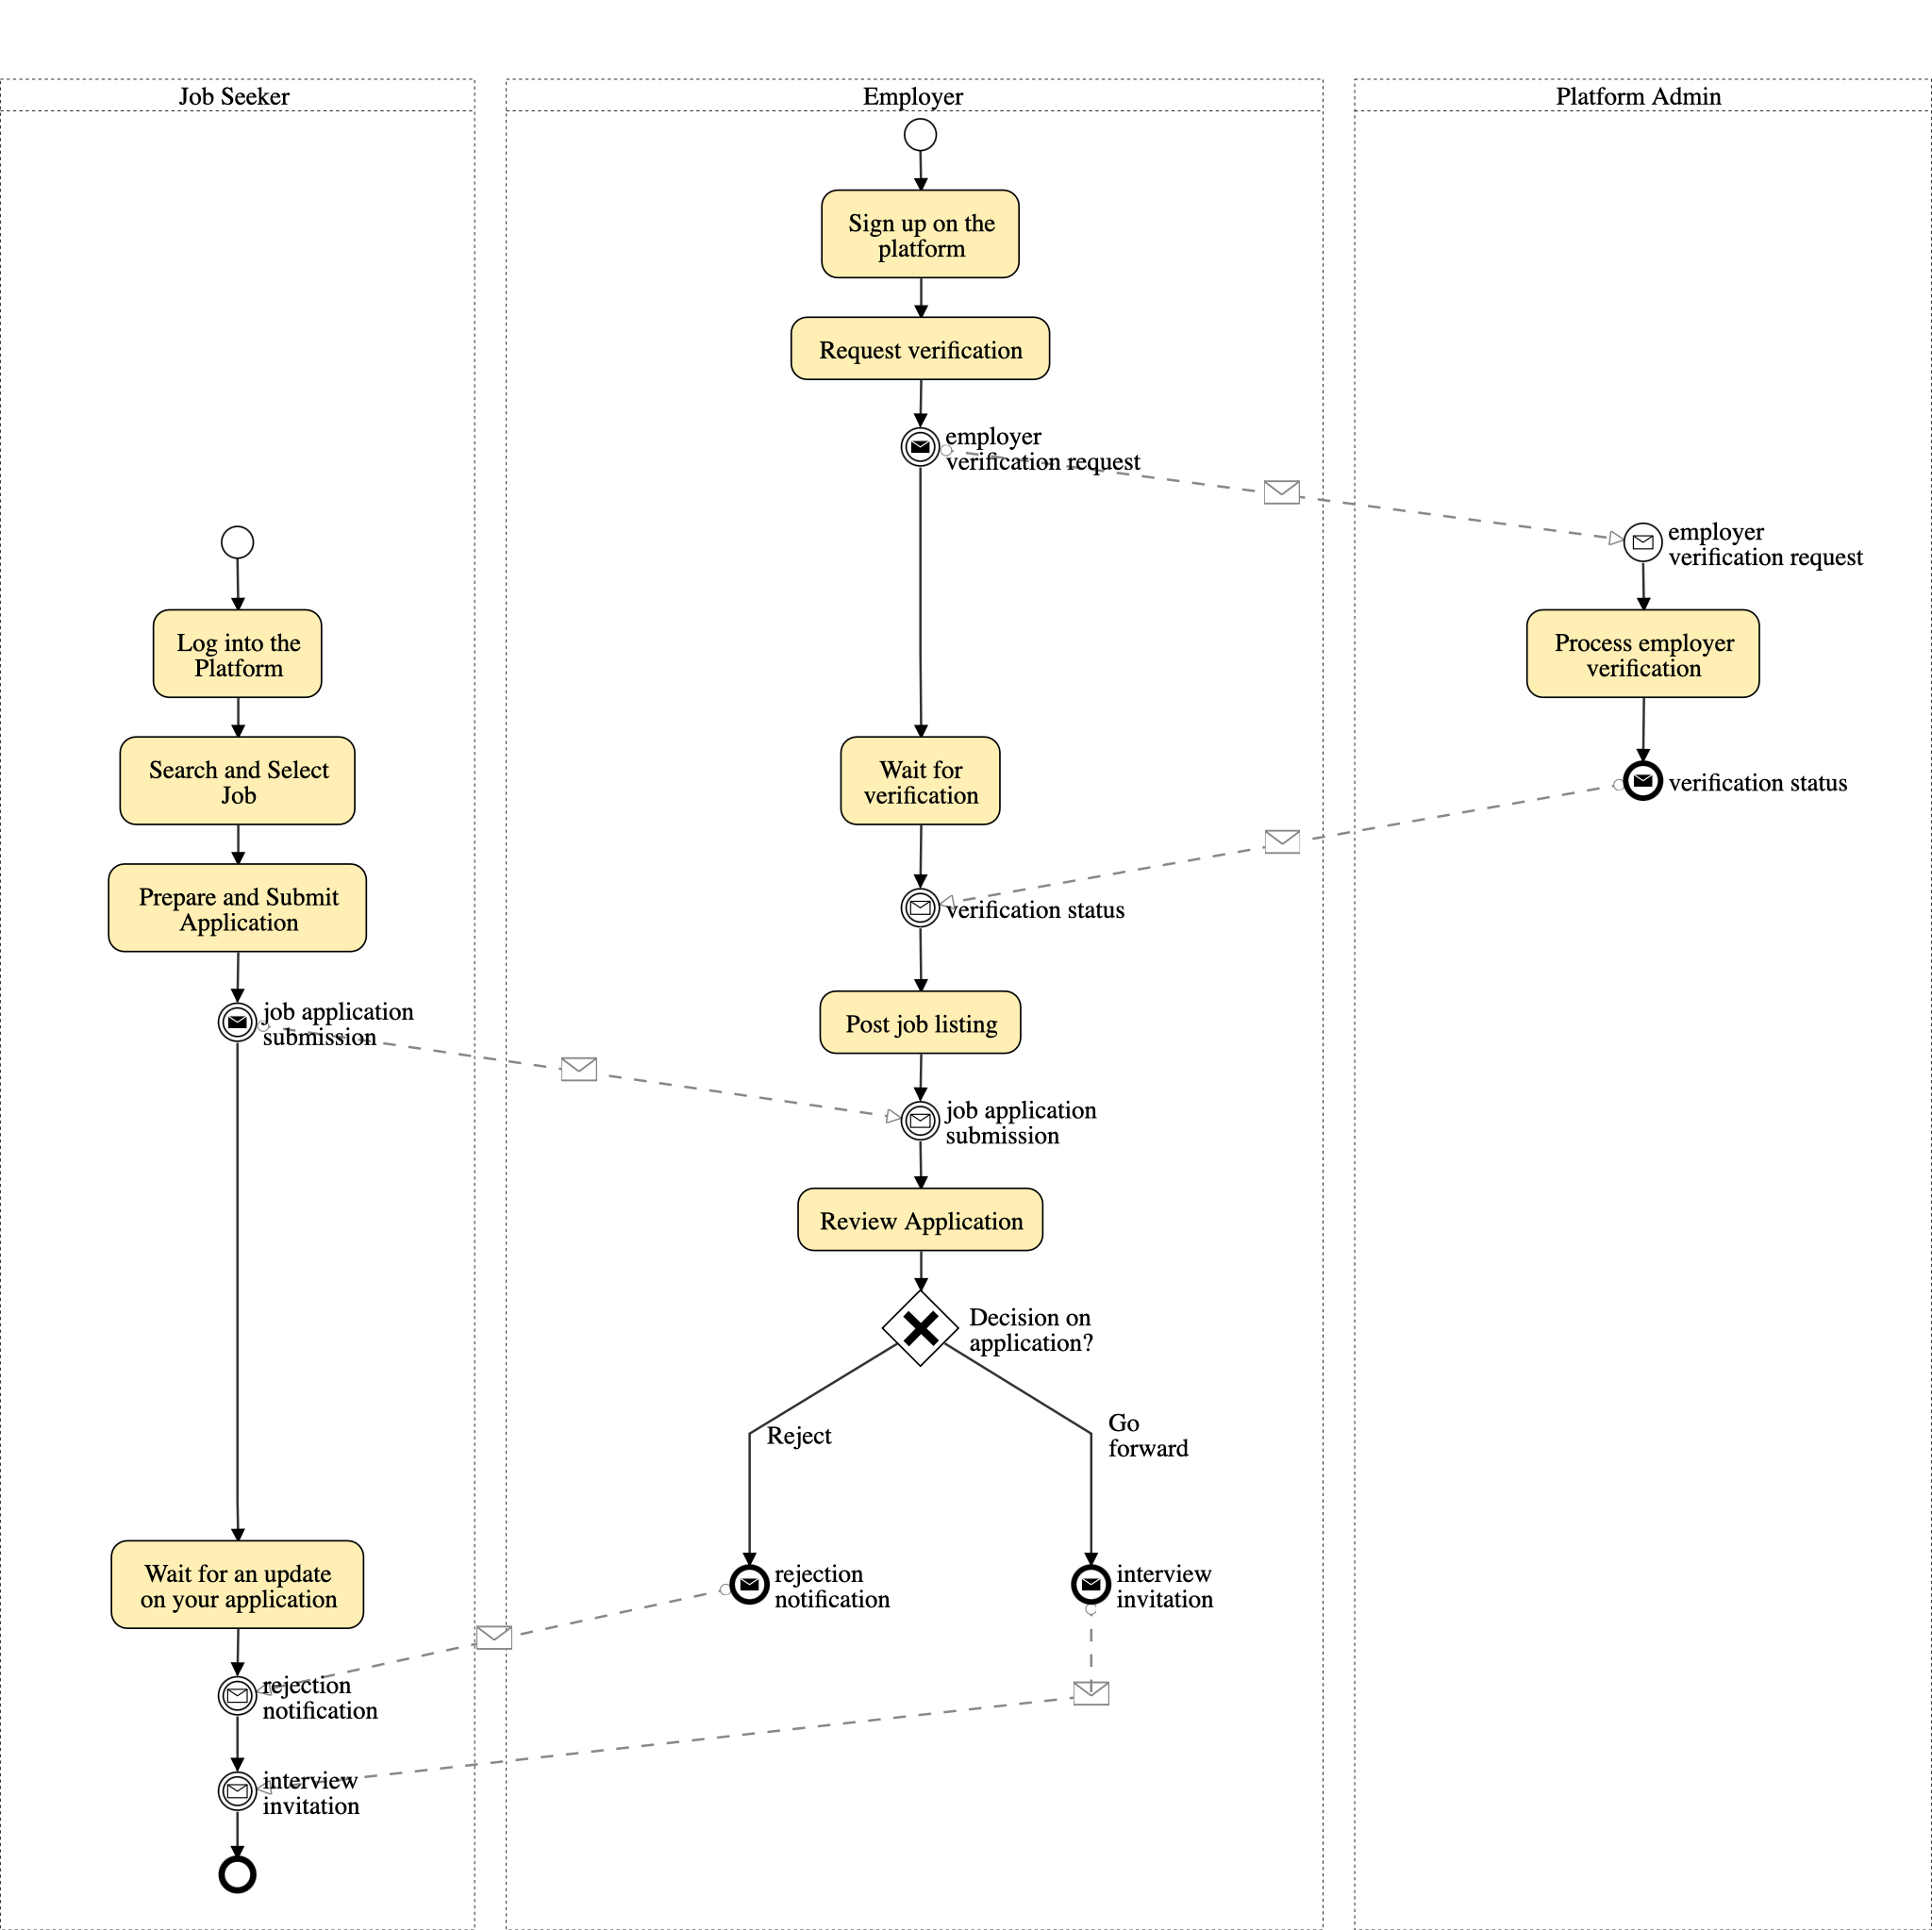 Job Seeker
Employer
Platform Admin
Sign up on the
platform
Request verification
employer
verification request
employer
verification request
Log into the
Platform
Process employer
verification
Search and Select
Job
Wait for
verification
verification status
Prepare and Submit
Application
verification status
job application
submission
Post job listing
job application
submission
Review Application
Decision on
application?
Reject
Go
forward
Wait for an update
on your application
rejection
notification
interview
invitation
rejection
notification
interview
invitation